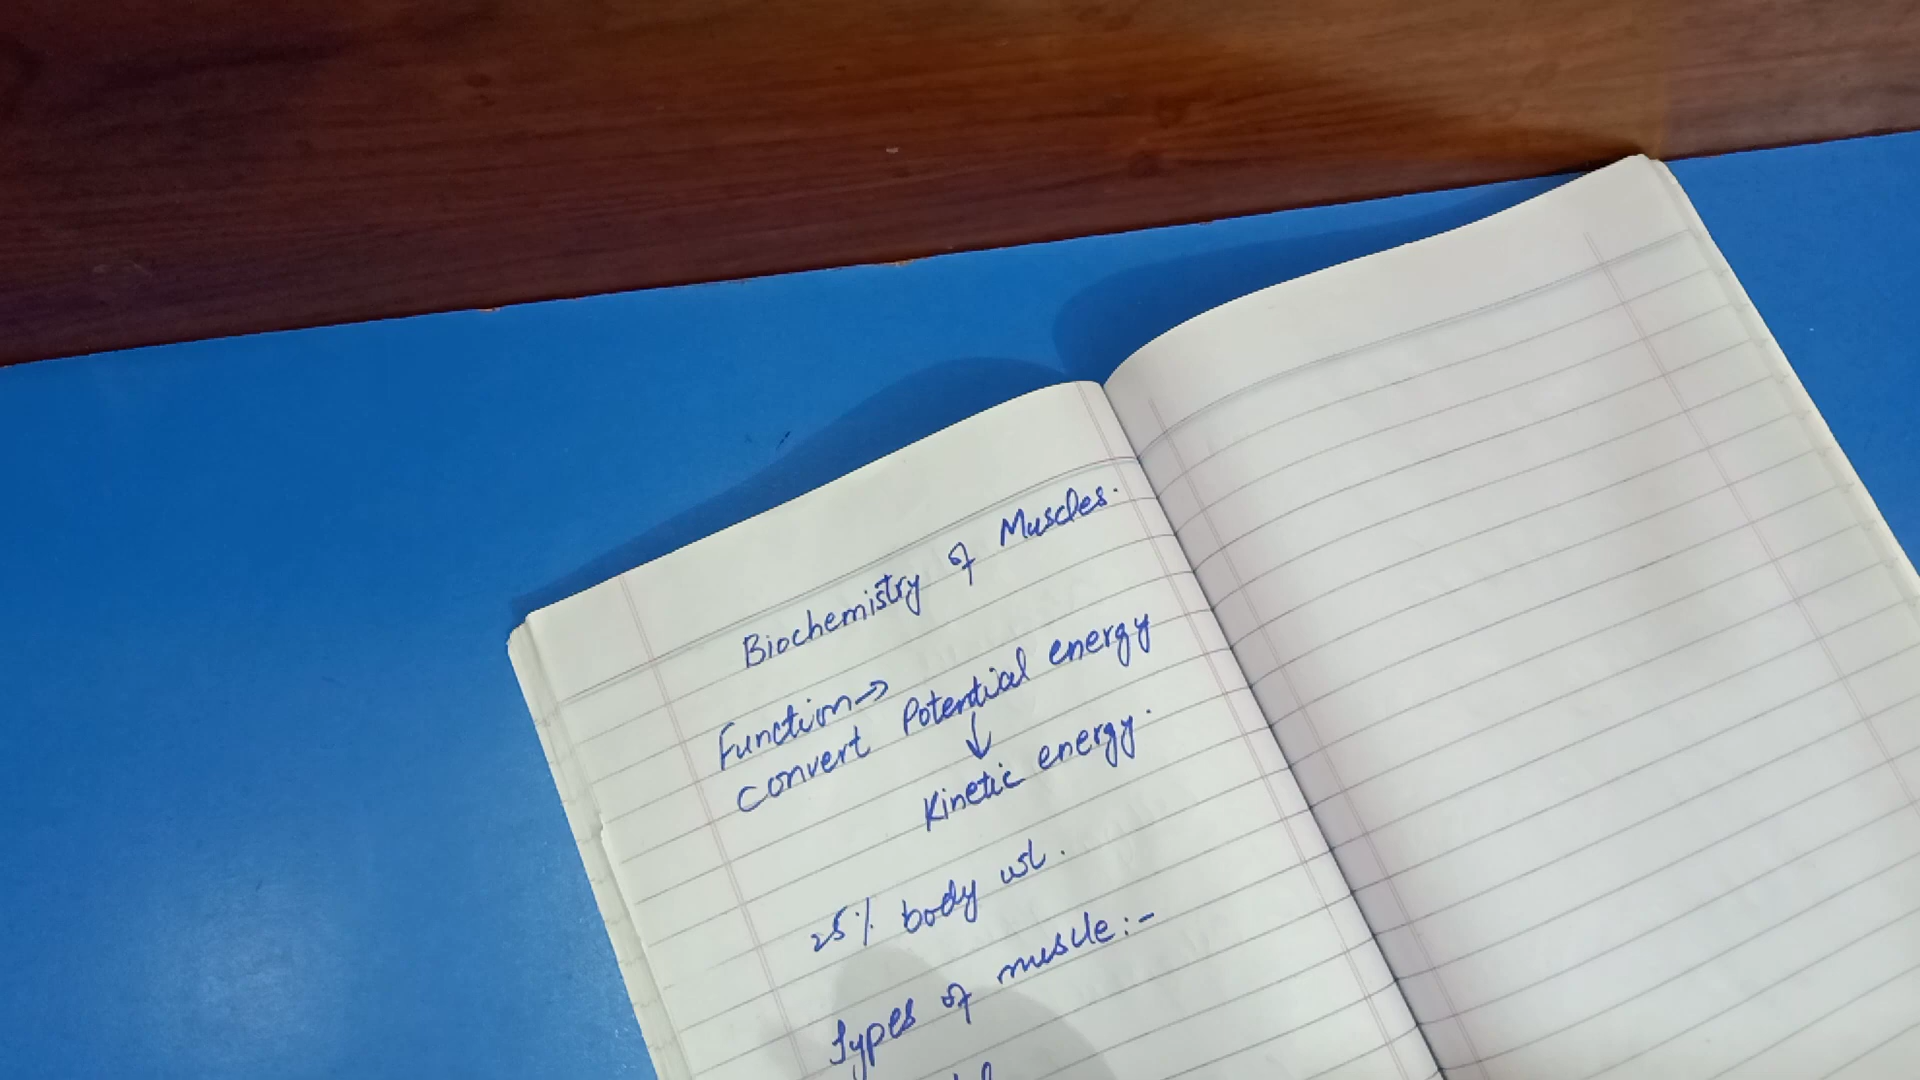 Biochemistry of Muscles.
Function→
convert Potential energy
↓
Kinetic energy.
25% body wt.
Types of muscle:-